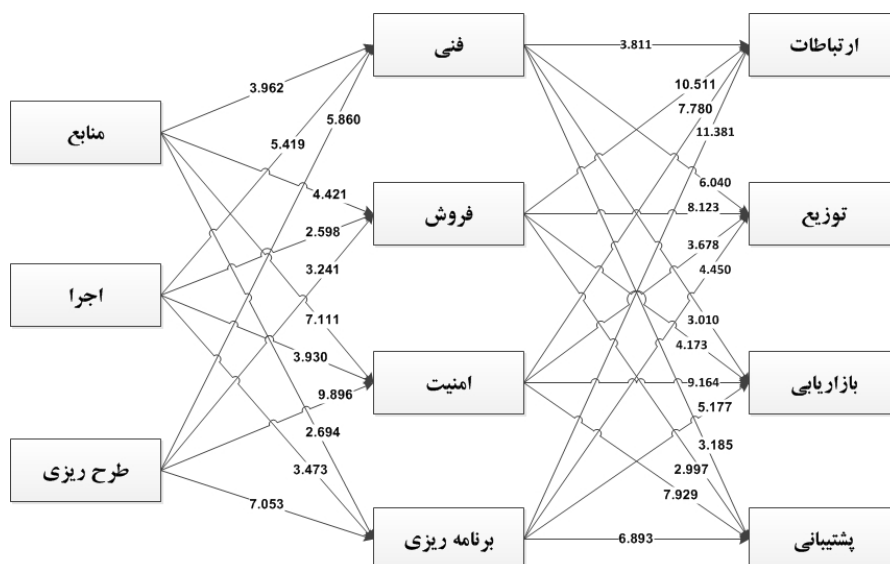 فنی
ارتباطات
منابع
فروش
توزیع
اجرا
امنیت
بازاریابی
طرح ریزی
برنامه ریزی
پشتیبانی
3.962
5.419
5.860
4.421
2.598
3.241
7.111
3.930
9.896
2.694
3.473
7.053
3.811
10.511
7.780
11.381
6.040
8.123
3.678
4.450
3.010
4.173
9.164
5.177
3.185
2.997
7.929
6.893